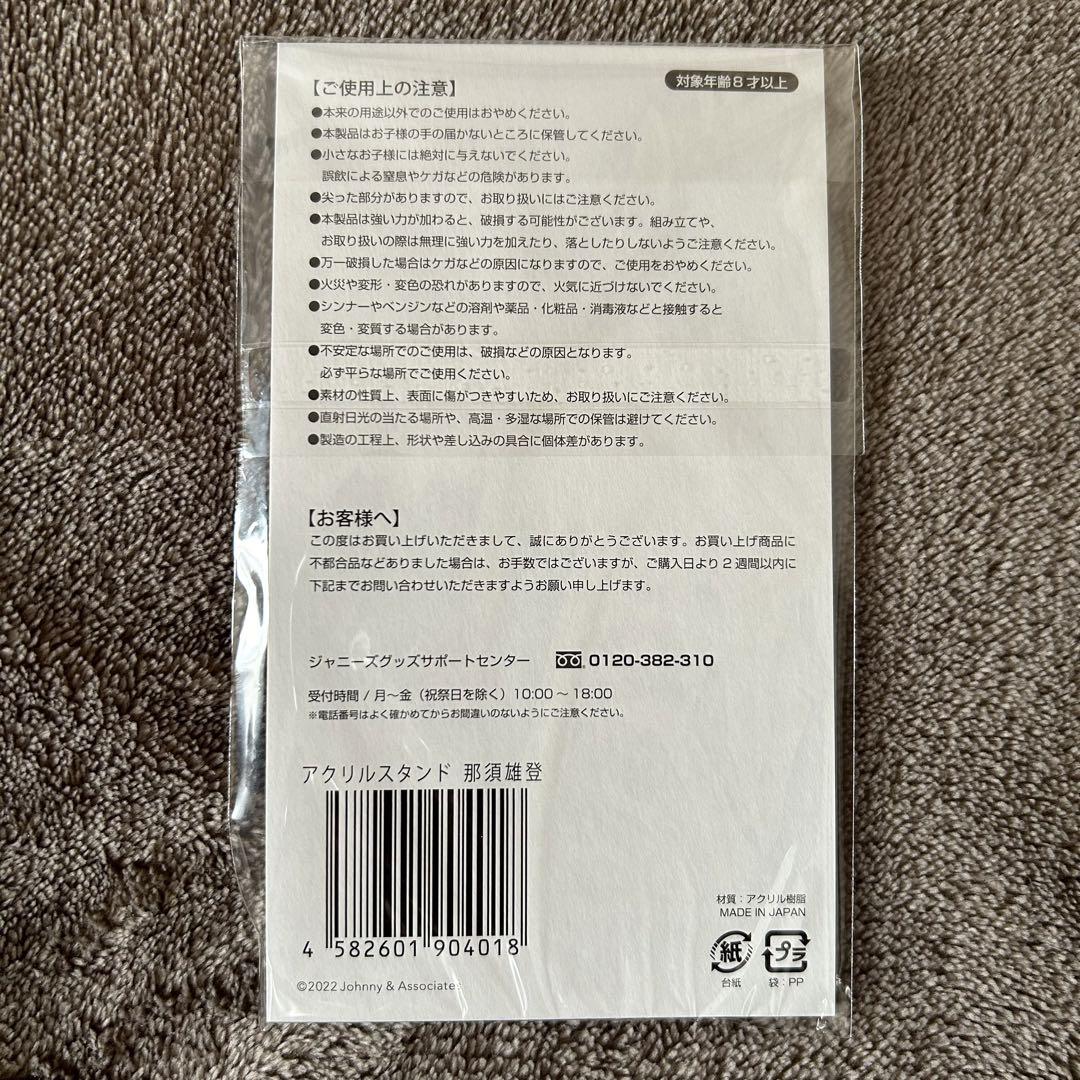 【ご使用上の注意】
対象年齢8才以上
●本来の用途以外でのご使用はおやめください。
●本製品はお子様の手の届かないところに保管してください。
●小さなお子様には絶対に与えないでください。
誤飲による窒息やケガなどの危険があります。
●尖った部分がありますので、お取り扱いにはご注意ください。
●本製品は強い力が加わると、破損する可能性がございます。組み立てや、
お取り扱いの際は無理に強い力を加えたり、落としたりしないようご注意ください。
●万一破損した場合はケガなどの原因になりますので、ご使用をおやめください。
●火災や変形・変色の恐れがありますので、火気に近づけないでください。
●シンナーやベンジンなどの溶剤や薬品・化粧品・消毒液などと接触すると
変色・変質する場合があります。
●不安定な場所でのご使用は、破損などの原因となります。
必ず平らな場所でご使用ください。
●素材の性質上、表面に傷がつきやすいため、お取り扱いにご注意ください。
●直射日光の当たる場所や、高温・多湿な場所での保管は避けてください。
●製造の工程上、形状や差し込みの具合に個体差があります。
【お客様へ】
この度はお買い上げいただきまして、誠にありがとうございます。お買い上げ商品に
不都合品などありました場合は、お手数ではございますが、ご購入日より2週間以内に
下記までお問い合わせいただきますようお願い申し上げます。
ジャニーズグッズサポートセンター 0120-382-310
受付時間 / 月〜金（祝祭日を除く）10:00 〜 18:00
※電話番号はよく確かめてからお間違いのないようにご注意ください。
アクリルスタンド 那須雄登
4 582601 904018
©2022 Johnny & Associates
材質：アクリル樹脂
MADE IN JAPAN
紙 プラ
台紙 袋：PP